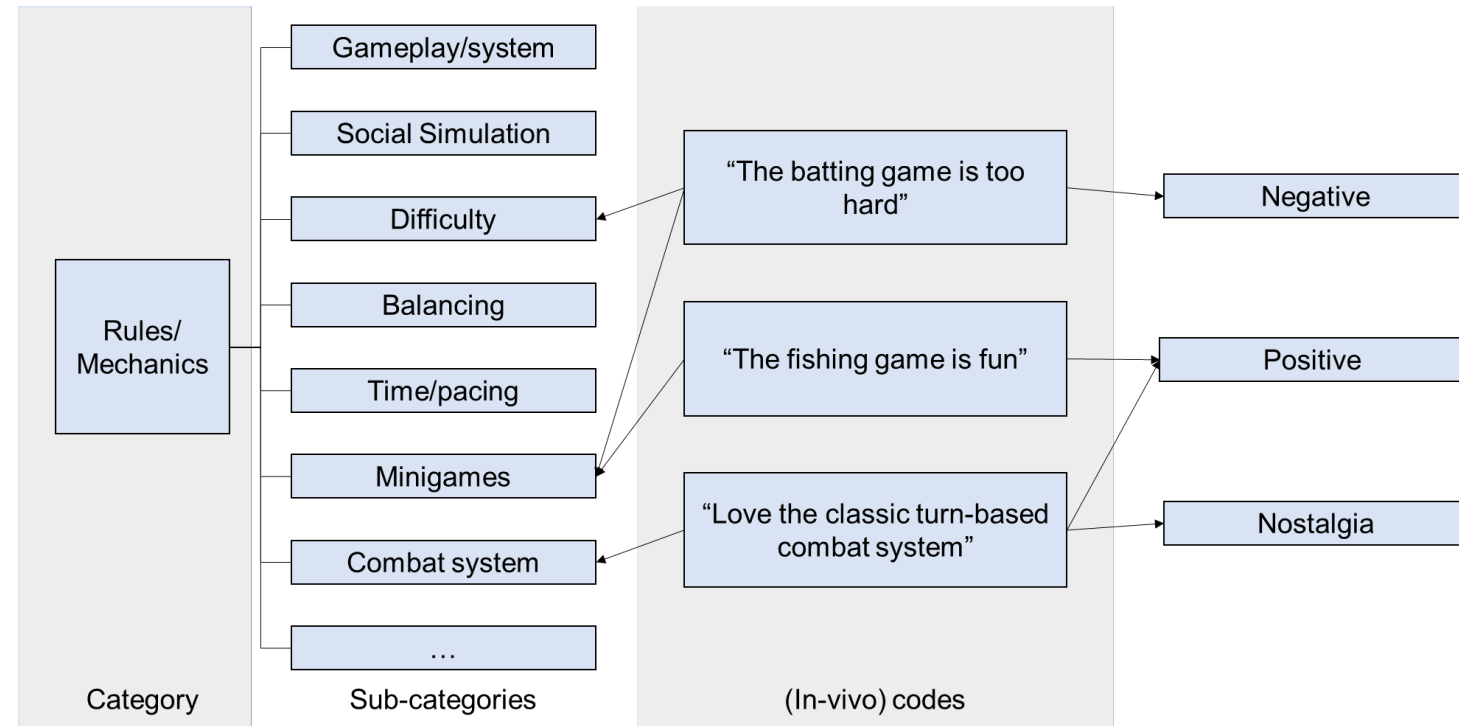 Gameplay/system
Social Simulation
Difficulty
Balancing
Time/pacing
Minigames
Combat system
…
Rules/
Mechanics
“The batting game is too
hard”
“The fishing game is fun”
“Love the classic turn-based
combat system”
Negative
Positive
Nostalgia
Category
Sub-categories
(In-vivo) codes